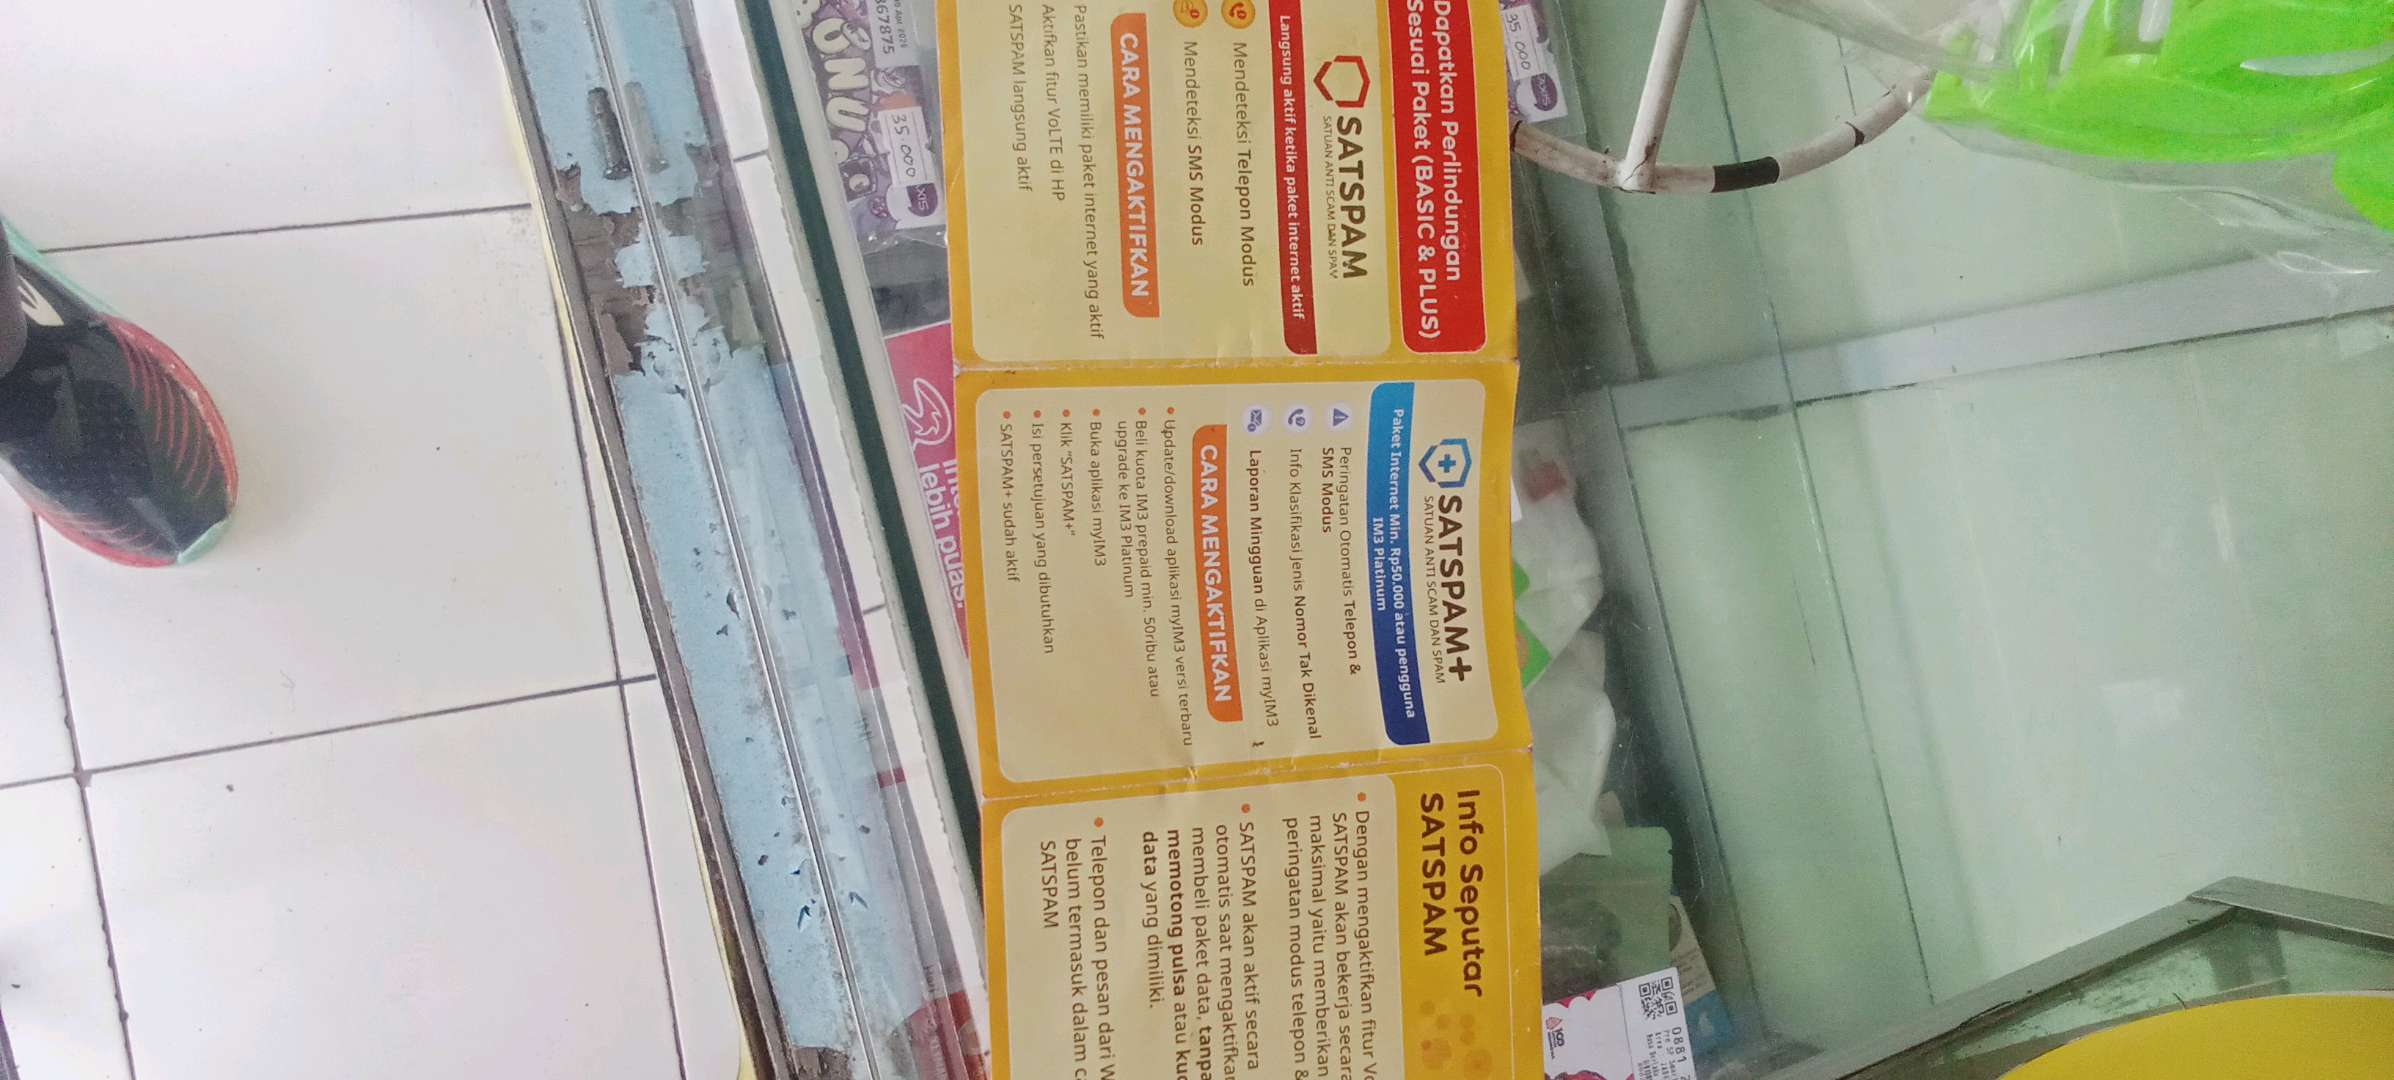 Dapatkan Perlindungan
Sesuai Paket (BASIC & PLUS)
SATSPAM
SATUAN ANTI SCAM DAN SPAM
Langsung aktif ketika paket internet aktif
Mendeteksi Telepon Modus
Mendeteksi SMS Modus
CARA MENGAKTIFKAN
Pastikan memiliki paket internet yang aktif
Aktifkan fitur VoLTE di HP
SATSPAM langsung aktif
SATSPAM+
SATUAN ANTI SCAM DAN SPAM
Paket Internet Min. Rp50.000 atau pengguna
IM3 Platinum
Peringatan Otomatis Telepon &
SMS Modus
Info Klasifikasi Jenis Nomor Tak Dikenal
Laporan Mingguan di Aplikasi myIM3
CARA MENGAKTIFKAN
• Update/download aplikasi myIM3 versi terbaru
• Beli kuota IM3 prepaid min. 50ribu atau
upgrade ke IM3 Platinum
• Buka aplikasi myIM3
• Klik "SATSPAM+"
• Isi persetujuan yang dibutuhkan
• SATSPAM+ sudah aktif
Info Seputar
SATSPAM
• Dengan mengaktifkan fitur
SATSPAM akan bekerja secara
maksimal yaitu memberikan
peringatan modus telepon &
• SATSPAM akan aktif secara
otomatis saat mengaktifkan
membeli paket data, tanpa
memotong pulsa atau
data yang dimiliki.
• Telepon dan pesan dari
belum termasuk dalam
SATSPAM
35.000
35.000
AXIS
367875
lebih puas.
0881